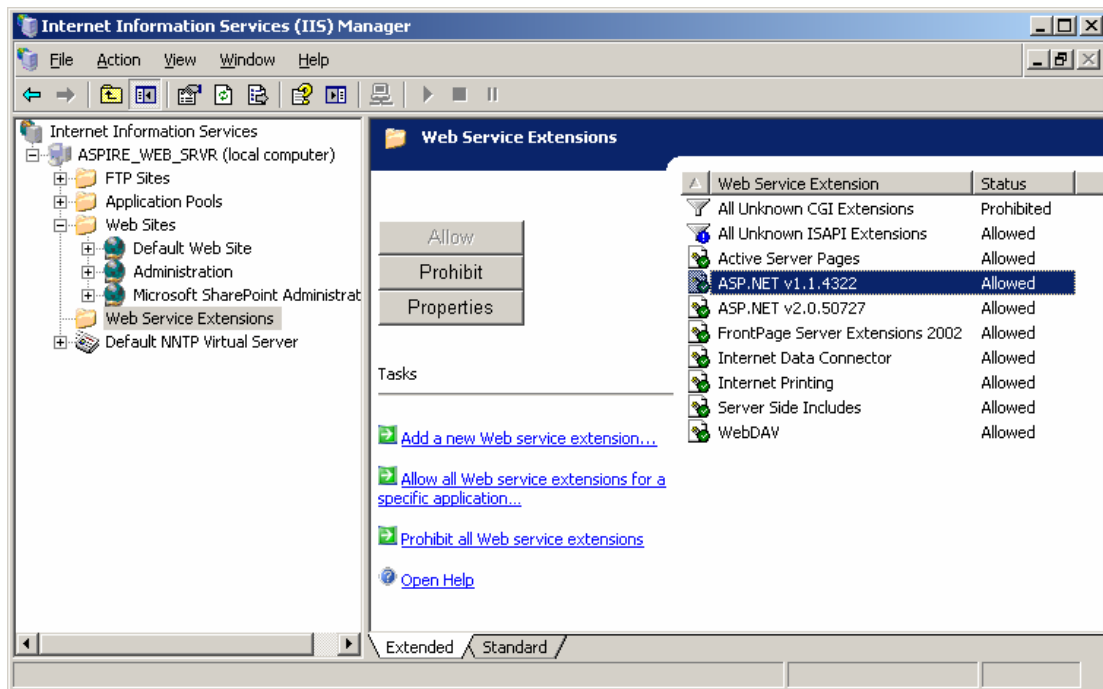 Internet Information Services (IIS) Manager
File Action View Window Help
Internet Information Services
ASPIRE_WEB_SRVR (local computer)
FTP Sites
Application Pools
Web Sites
Default Web Site
Administration
Microsoft SharePoint Administrat
Web Service Extensions
Default NNTP Virtual Server
Web Service Extensions
Allow
Prohibit
Properties
Tasks
Add a new Web service extension...
Allow all Web service extensions for a
specific application...
Prohibit all Web service extensions
Open Help
Web Service Extension Status
All Unknown CGI Extensions Prohibited
All Unknown ISAPI Extensions Allowed
Active Server Pages Allowed
ASP.NET v1.1.4322 Allowed
ASP.NET v2.0.50727 Allowed
FrontPage Server Extensions 2002 Allowed
Internet Data Connector Allowed
Internet Printing Allowed
Server Side Includes Allowed
WebDAV Allowed
Extended Standard